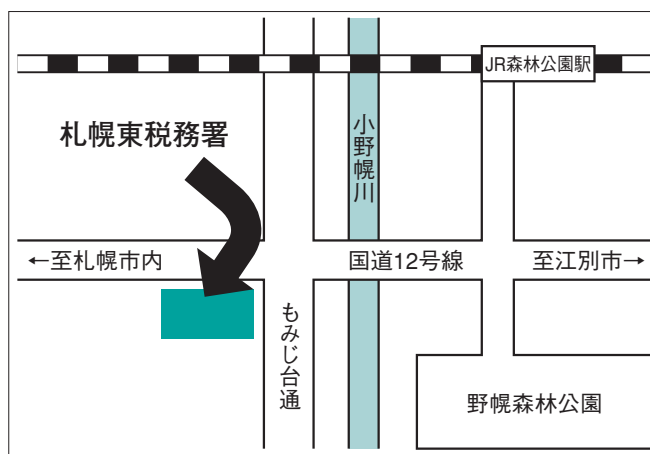 JR森林公園駅
札幌東税務署
小野幌川
←至札幌市内
国道12号線
至江別市→
もみじ台通
野幌森林公園